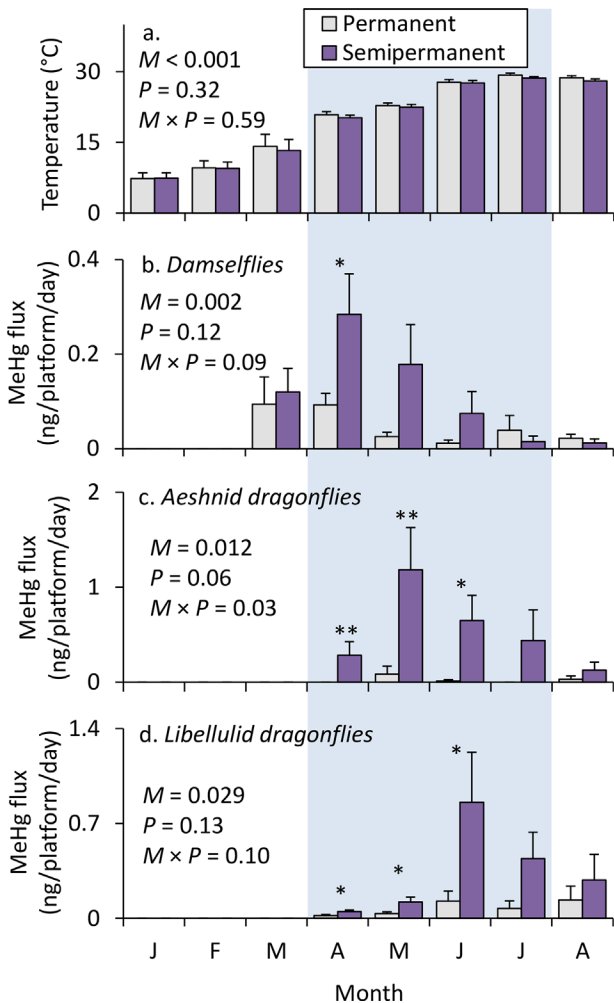 Permanent
Semipermanent
a.
M < 0.001
P = 0.32
M × P = 0.59
Temperature (°C)
30
15
0
b. Damselflies
M = 0.002
P = 0.12
M × P = 0.09
*
MeHg flux
(ng/platform/day)
0.4
0.2
0
c. Aeshnid dragonflies
M = 0.012
P = 0.06
M × P = 0.03
**
**
*
MeHg flux
(ng/platform/day)
2
1
0
d. Libellulid dragonflies
M = 0.029
P = 0.13
M × P = 0.10
*
*
*
MeHg flux
(ng/platform/day)
1.4
0.7
0
J F M A M J J A
Month